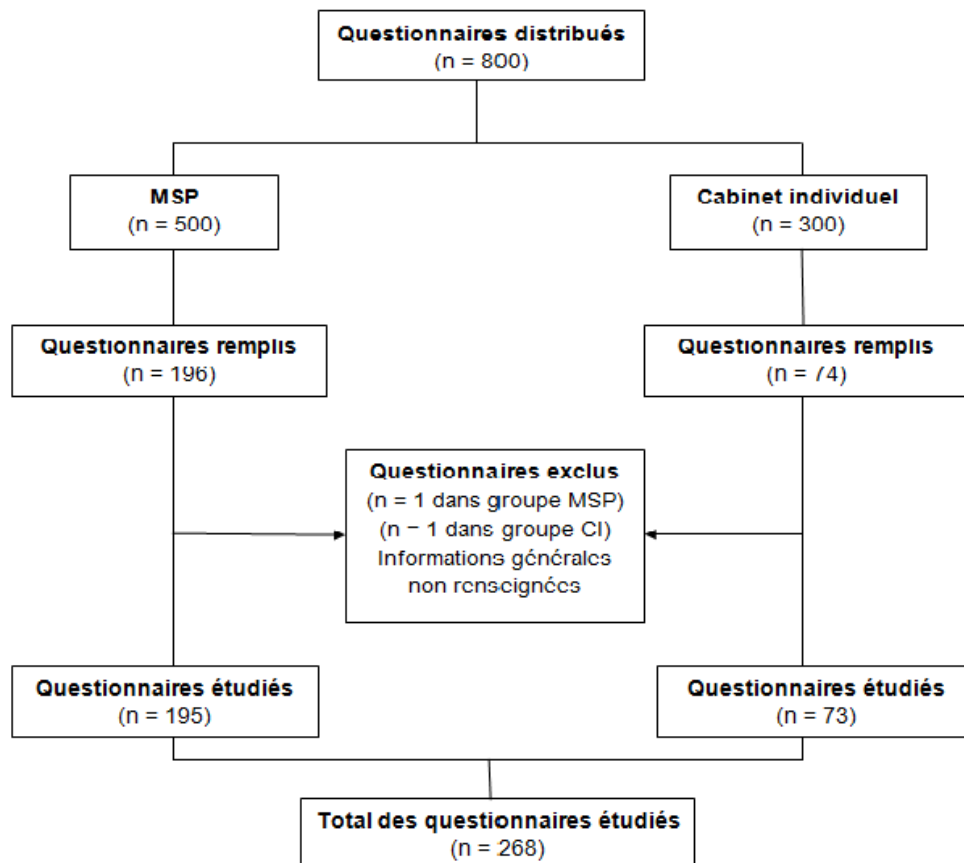 Questionnaires distribués
(n = 800)
MSP
(n = 500)
Cabinet individuel
(n = 300)
Questionnaires remplis
(n = 196)
Questionnaires remplis
(n = 74)
Questionnaires exclus
(n = 1 dans groupe MSP)
(n = 1 dans groupe CI)
Informations générales
non renseignées
Questionnaires étudiés
(n = 195)
Questionnaires étudiés
(n = 73)
Total des questionnaires étudiés
(n = 268)